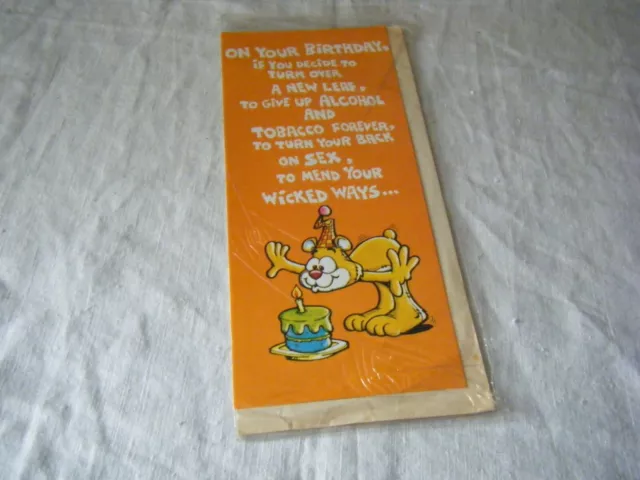 ON YOUR BIRTHDAY,
IF YOU DECIDE TO
TURN OVER
A NEW LEAF,
TO GIVE UP ALCOHOL
AND
TOBACCO FOREVER,
TO TURN YOUR BACK
ON SEX,
TO MEND YOUR
WICKED WAYS...